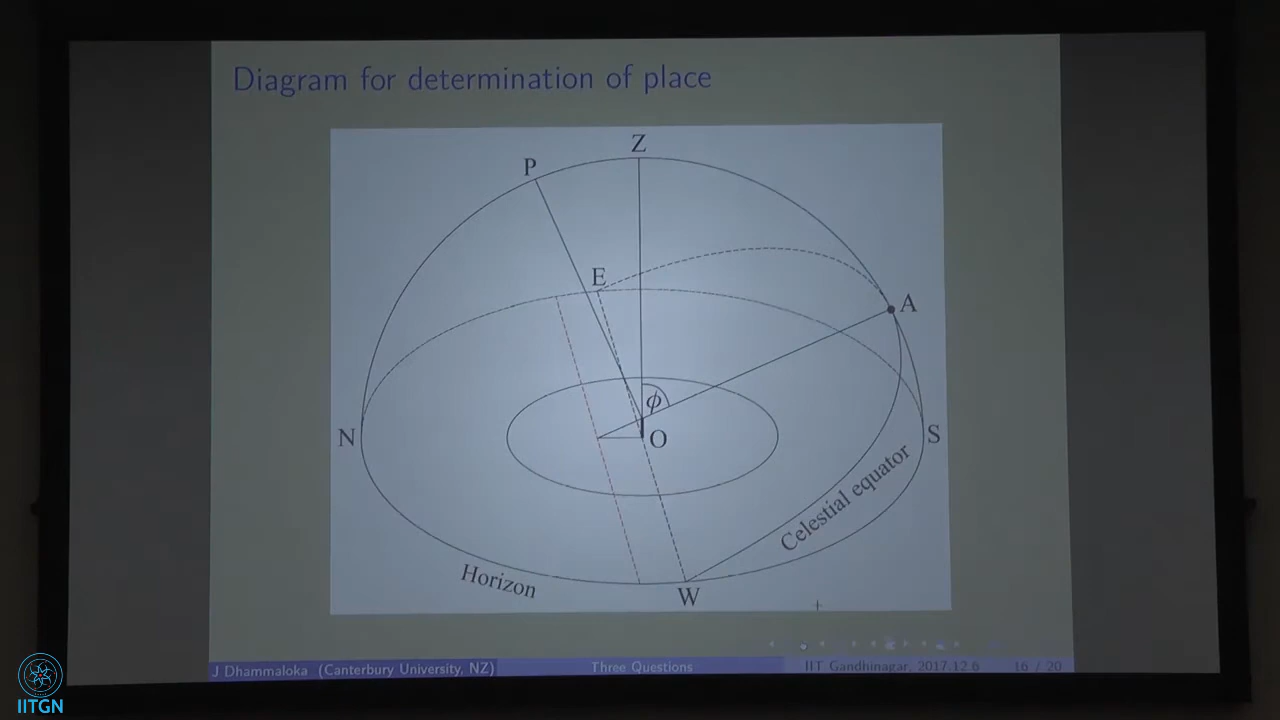 Diagram for determination of place
Z
P
E
A
ϕ
N
O
S
Celestial equator
Horizon
W
J Dhammaloka (Canterbury University, NZ)
Three Questions
IIT Gandhinagar, 2017.12.6
16 / 20
IITGN